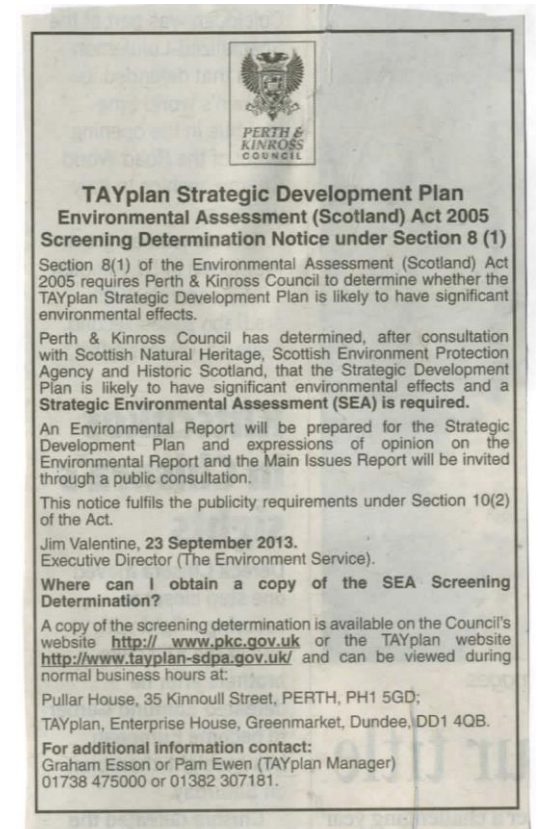 PERTH &
KINROSS
COUNCIL
TAYplan Strategic Development Plan
Environmental Assessment (Scotland) Act 2005
Screening Determination Notice under Section 8 (1)
Section 8(1) of the Environmental Assessment (Scotland) Act
2005 requires Perth & Kinross Council to determine whether the
TAYplan Strategic Development Plan is likely to have significant
environmental effects.
Perth & Kinross Council has determined, after consultation
with Scottish Natural Heritage, Scottish Environment Protection
Agency and Historic Scotland, that the Strategic Development
Plan is likely to have significant environmental effects and a
Strategic Environmental Assessment (SEA) is required.
An Environmental Report will be prepared for the Strategic
Development Plan and expressions of opinion on the
Environmental Report and the Main Issues Report will be invited
through a public consultation.
This notice fulfils the publicity requirements under Section 10(2)
of the Act.
Jim Valentine, 23 September 2013.
Executive Director (The Environment Service).
Where can I obtain a copy of the SEA Screening
Determination?
A copy of the screening determination is available on the Council's
website http:// www.pkc.gov.uk or the TAYplan website
http://www.tayplan-sdpa.gov.uk/ and can be viewed during
normal business hours at:
Pullar House, 35 Kinnoull Street, PERTH, PH1 5GD;
TAYplan, Enterprise House, Greenmarket, Dundee, DD1 4QB.
For additional information contact:
Graham Esson or Pam Ewen (TAYplan Manager)
01738 475000 or 01382 307181.